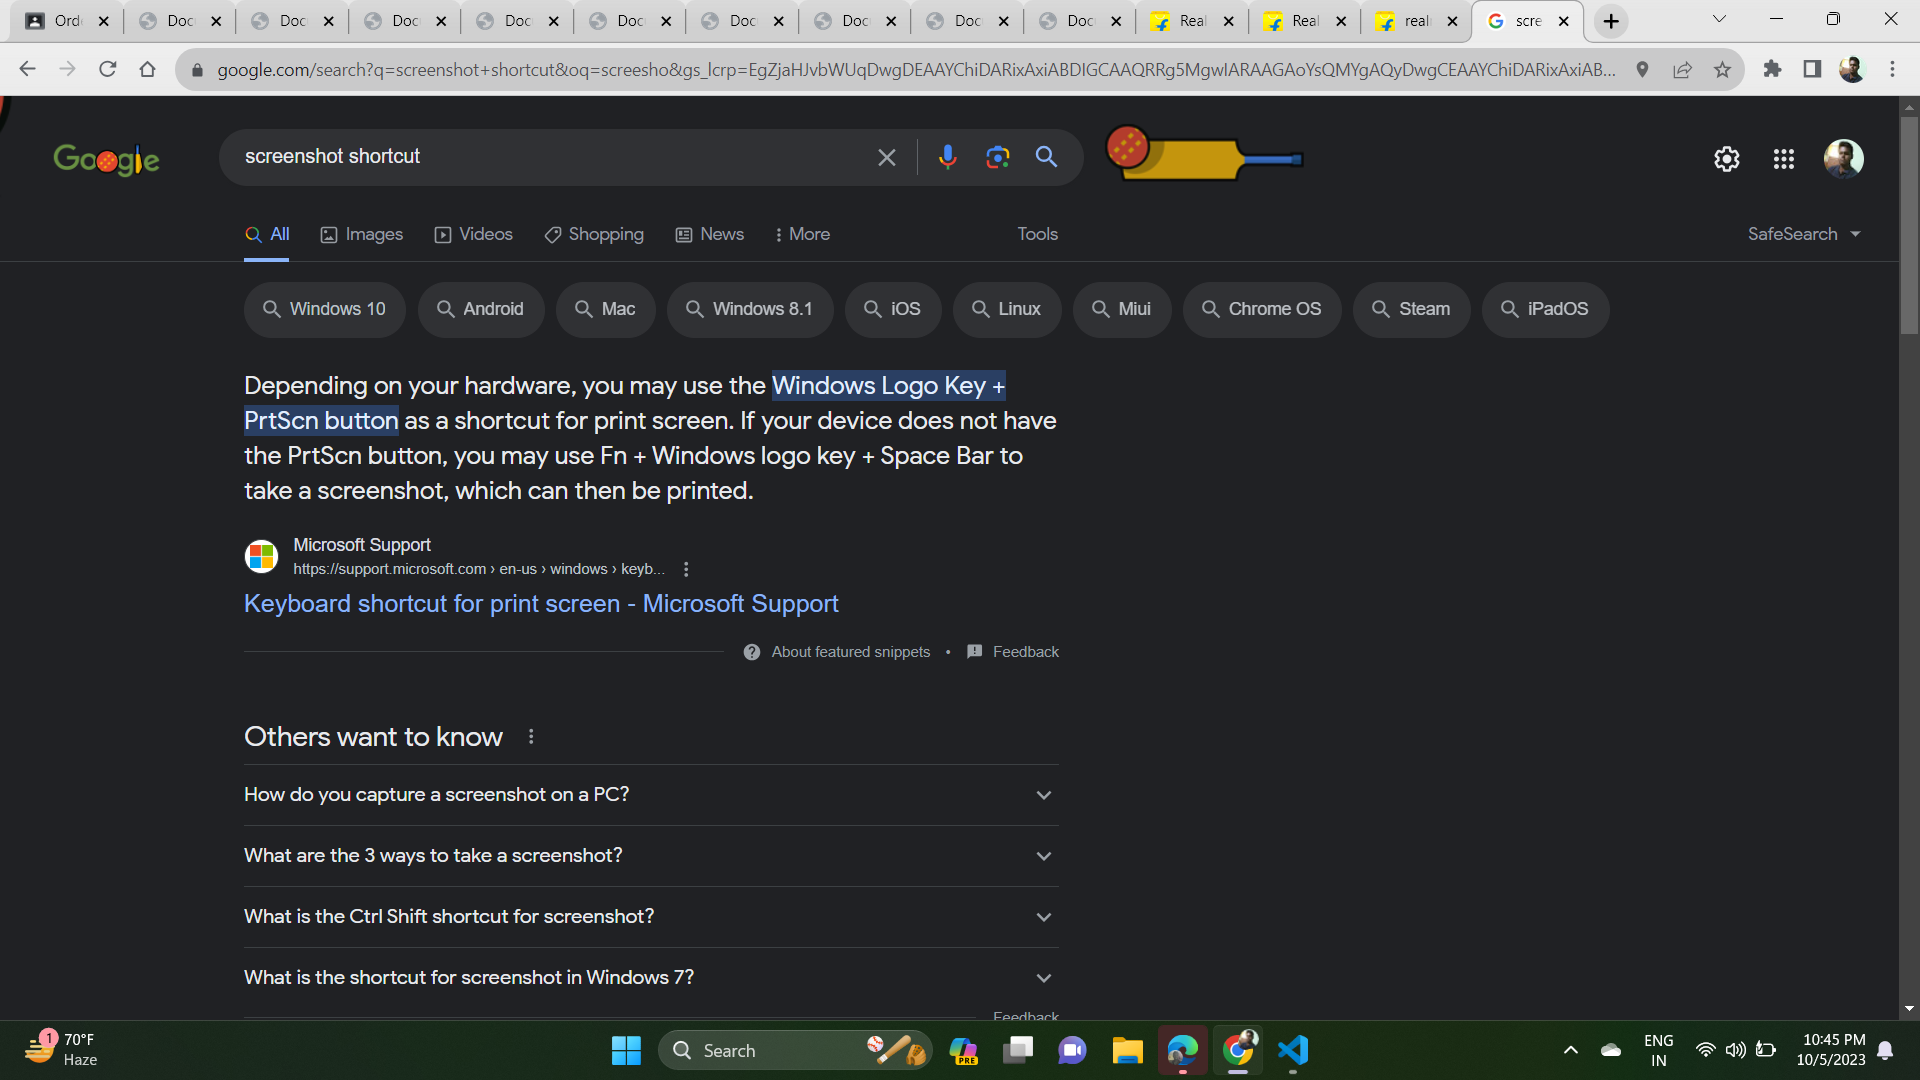 Orde
Doc
Doc
Doc
Doc
Doc
Doc
Doc
Doc
Doc
Real
Real
real
scre
google.com/search?q=screenshot+shortcut&oq=screesho&gs_lcrp=EgZjaHJvbWUqDwgDEAAYChiDARixAxiABDIGCAAQRRg5MgwIARAAGAoYsQMYgAQyDwgCEAAYChiDARixAxiAB...
Google
screenshot shortcut
All
Images
Videos
Shopping
News
More
Tools
SafeSearch
Windows 10
Android
Mac
Windows 8.1
iOS
Linux
Miui
Chrome OS
Steam
iPadOS
Depending on your hardware, you may use the Windows Logo Key +
PrtScn button as a shortcut for print screen. If your device does not have
the PrtScn button, you may use Fn + Windows logo key + Space Bar to
take a screenshot, which can then be printed.
Microsoft Support
https://support.microsoft.com › en-us › windows › keyb...
Keyboard shortcut for print screen - Microsoft Support
About featured snippets • Feedback
Others want to know
How do you capture a screenshot on a PC?
What are the 3 ways to take a screenshot?
What is the Ctrl Shift shortcut for screenshot?
What is the shortcut for screenshot in Windows 7?
Feedback
1
70°F
Haze
Search
PRE
ENG
IN
10:45 PM
10/5/2023